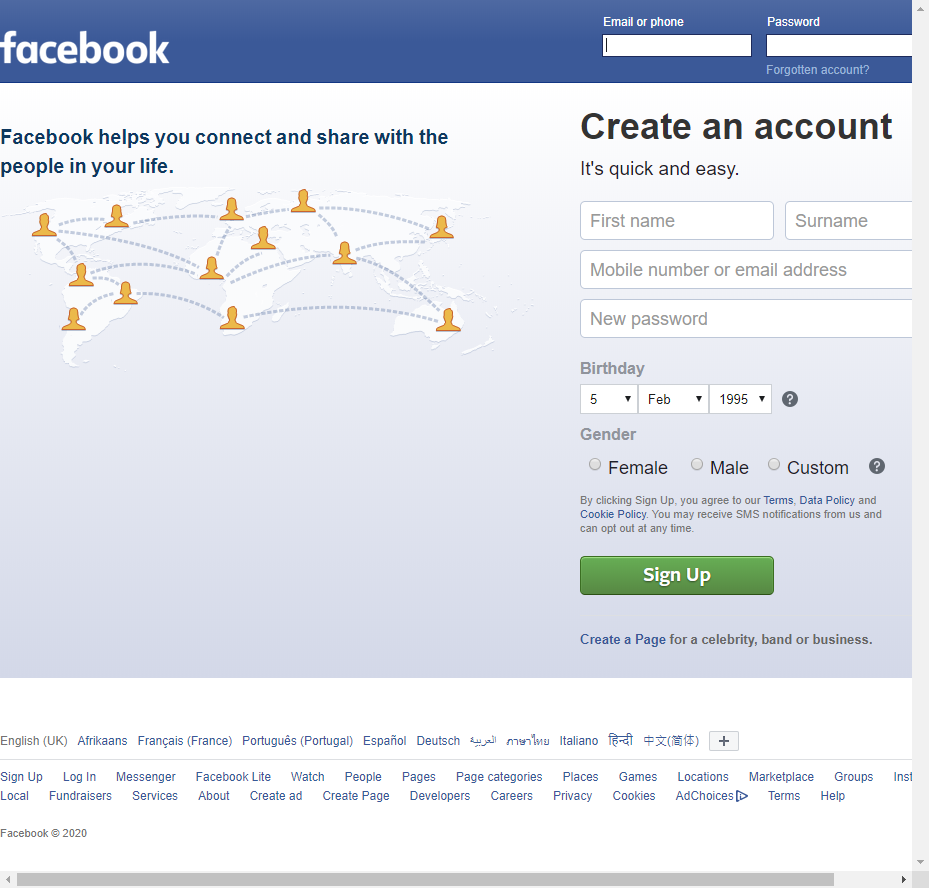 facebook
Email or phone
Password
Forgotten account?
Facebook helps you connect and share with the
people in your life.
Create an account
It's quick and easy.
First name
Surname
Mobile number or email address
New password
Birthday
5 Feb 1995 ?
Gender
Female Male Custom ?
By clicking Sign Up, you agree to our Terms, Data Policy and
Cookie Policy. You may receive SMS notifications from us and
can opt out at any time.
Sign Up
Create a Page for a celebrity, band or business.
English (UK) Afrikaans Français (France) Português (Portugal) Español Deutsch العربية ภาษาไทย Italiano हिन्दी 中文(简体) +
Sign Up Log In Messenger Facebook Lite Watch People Pages Page categories Places Games Locations Marketplace Groups Inst
Local Fundraisers Services About Create ad Create Page Developers Careers Privacy Cookies AdChoices Terms Help
Facebook © 2020